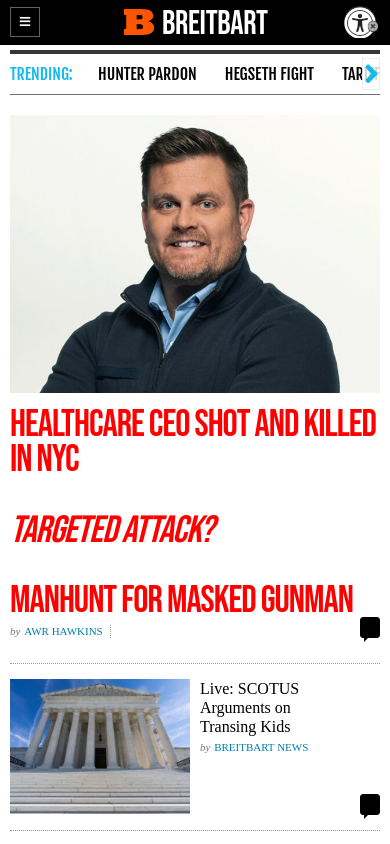 BREITBART
TRENDING:
HUNTER PARDON
HEGSETH FIGHT
HEALTHCARE CEO SHOT AND KILLED
IN NYC
TARGETED ATTACK?
MANHUNT FOR MASKED GUNMAN
by AWR HAWKINS
Live: SCOTUS
Arguments on
Transing Kids
by BREITBART NEWS